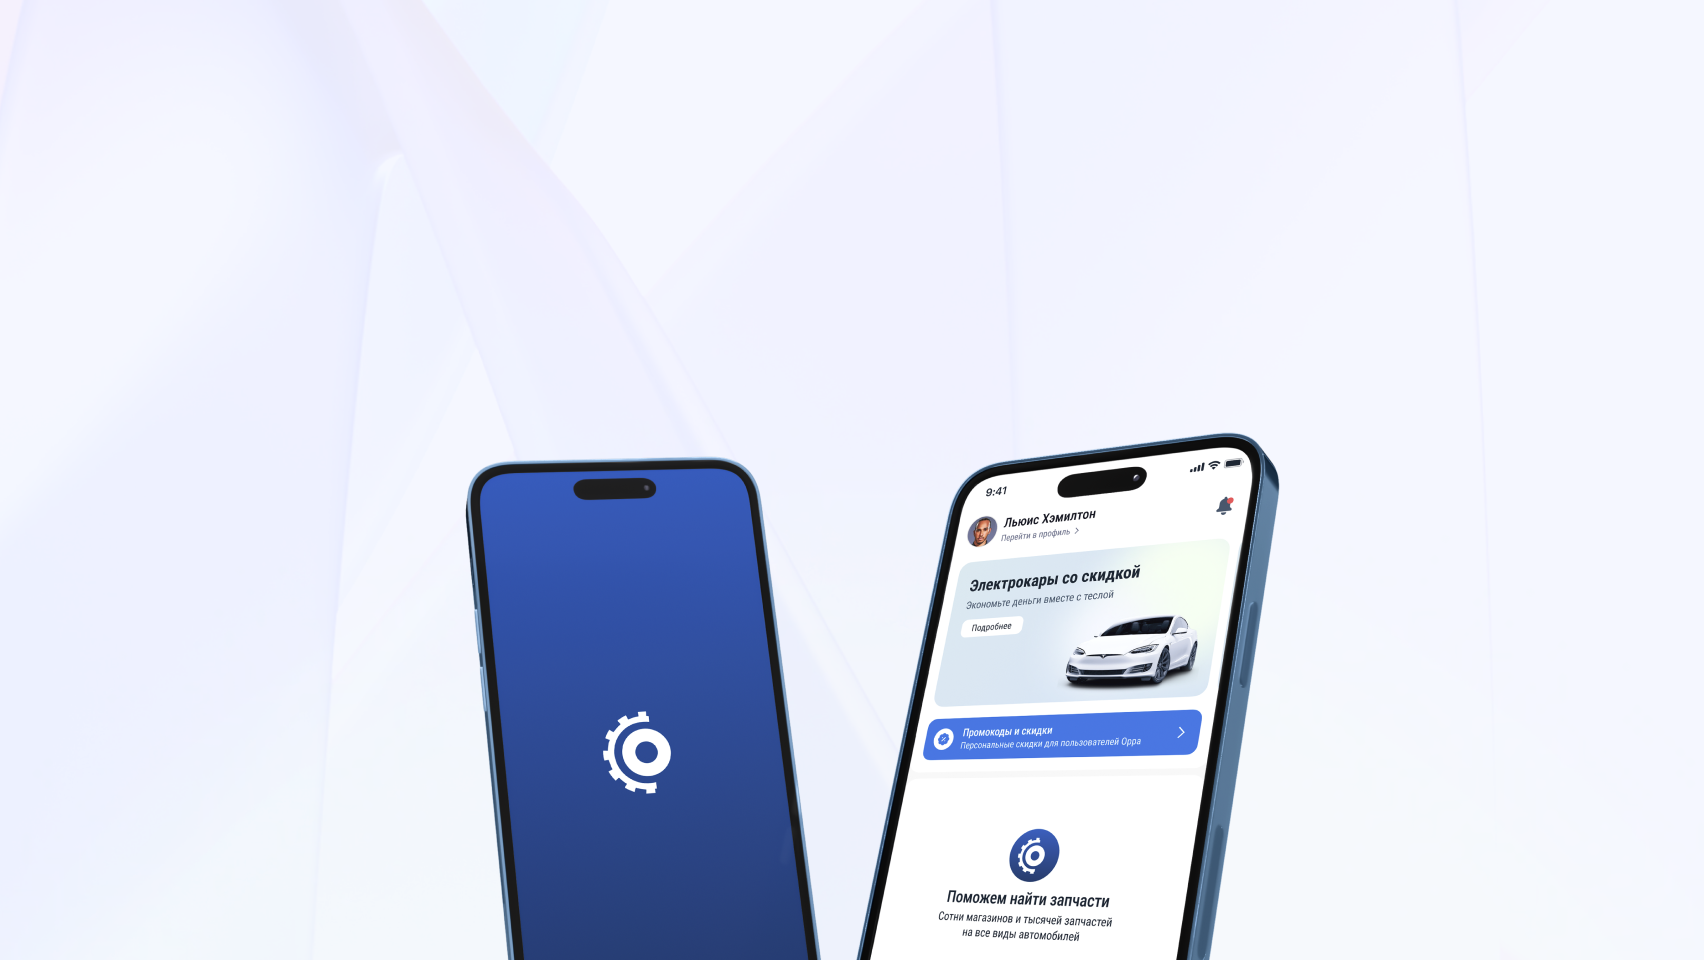 9:41
Льюис Хэмилтон
Перейти в профиль
Электрокары со скидкой
Экономьте деньги вместе с теслой
Подробнее
Промокоды и скидки
Персональные скидки для пользователей Oppa
Поможем найти запчасти
Сотни магазинов и тысячей запчастей
на все виды автомобилей